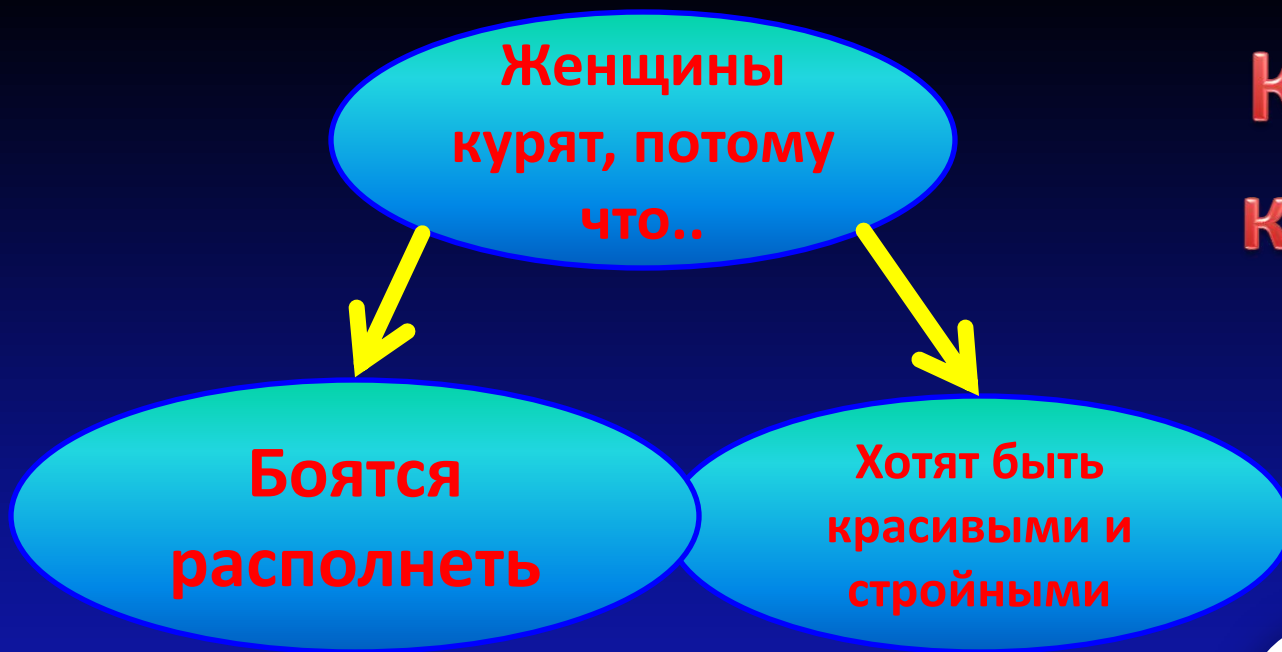 Женщины
курят, потому
что..
Боятся
располнеть
Хотят быть
красивыми и
стройными